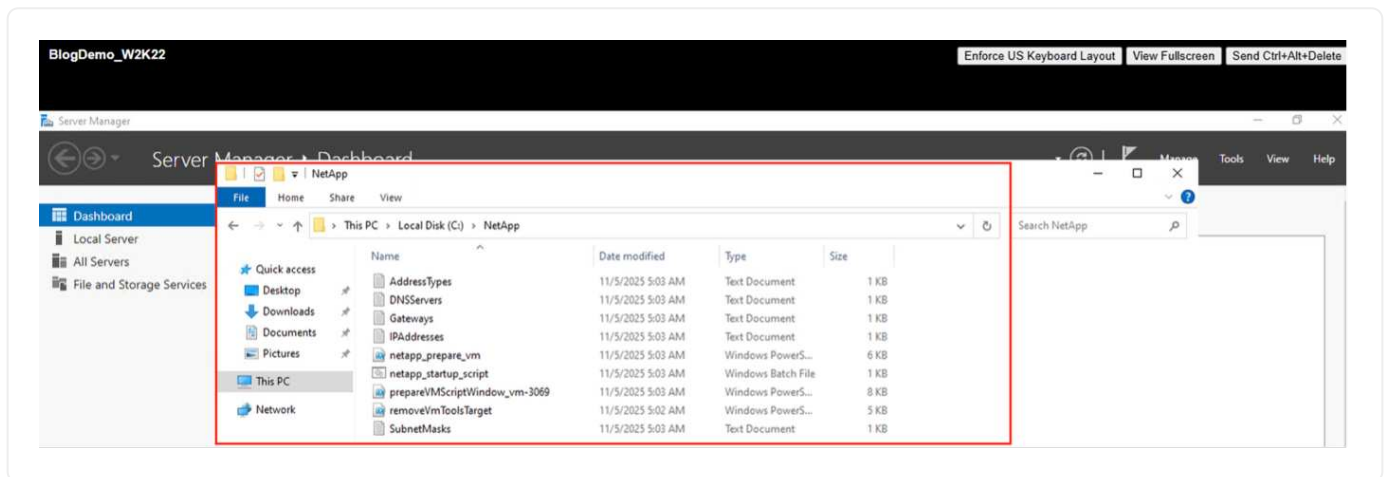 BlogDemo_W2K22 Enforce US Keyboard Layout View Fullscreen Send Ctrl+Alt+Delete
Server Manager
Server Manager Dashboard Manage Tools View Help
NetApp
File Home Share View
This PC › Local Disk (C:) › NetApp Search NetApp
Dashboard
Local Server
All Servers
File and Storage Services
Quick access
Desktop
Downloads
Documents
Pictures
This PC
Network
Name Date modified Type Size
AddressTypes 11/5/2025 5:03 AM Text Document 1 KB
DNSServers 11/5/2025 5:03 AM Text Document 1 KB
Gateways 11/5/2025 5:03 AM Text Document 1 KB
IPAddresses 11/5/2025 5:03 AM Text Document 1 KB
netapp_prepare_vm 11/5/2025 5:03 AM Windows PowerS... 6 KB
netapp_startup_script 11/5/2025 5:03 AM Windows Batch File 1 KB
prepareVMScriptWindow_vm-3069 11/5/2025 5:03 AM Windows PowerS... 8 KB
removeVmToolsTarget 11/5/2025 5:02 AM Windows PowerS... 5 KB
SubnetMasks 11/5/2025 5:03 AM Text Document 1 KB